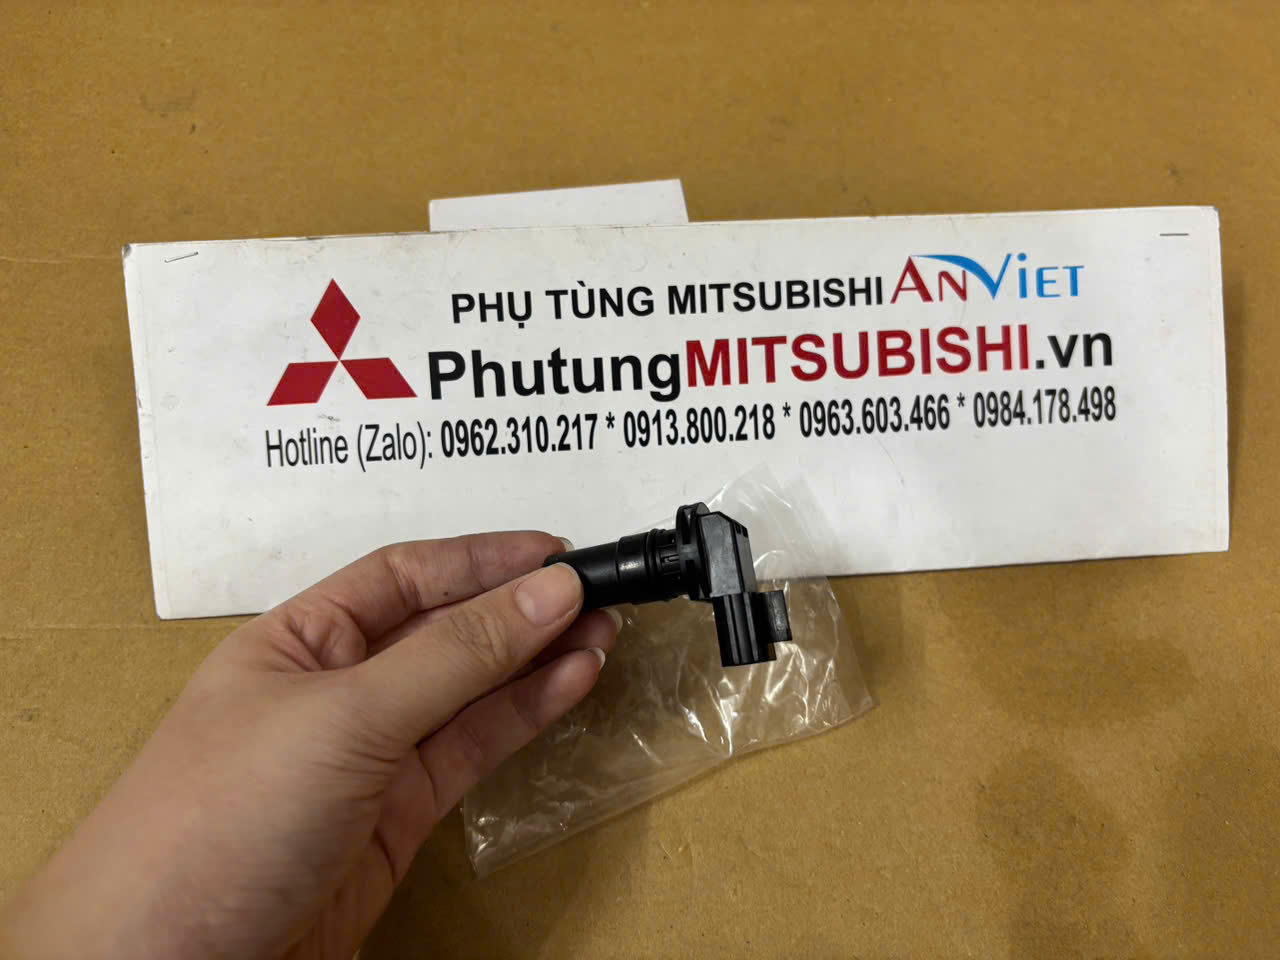 PHỤ TÙNG MITSUBISHI ANVIET
PhutungMITSUBISHI.vn
Hotline (Zalo): 0962.310.217 * 0913.800.218 * 0963.603.466 * 0984.178.498